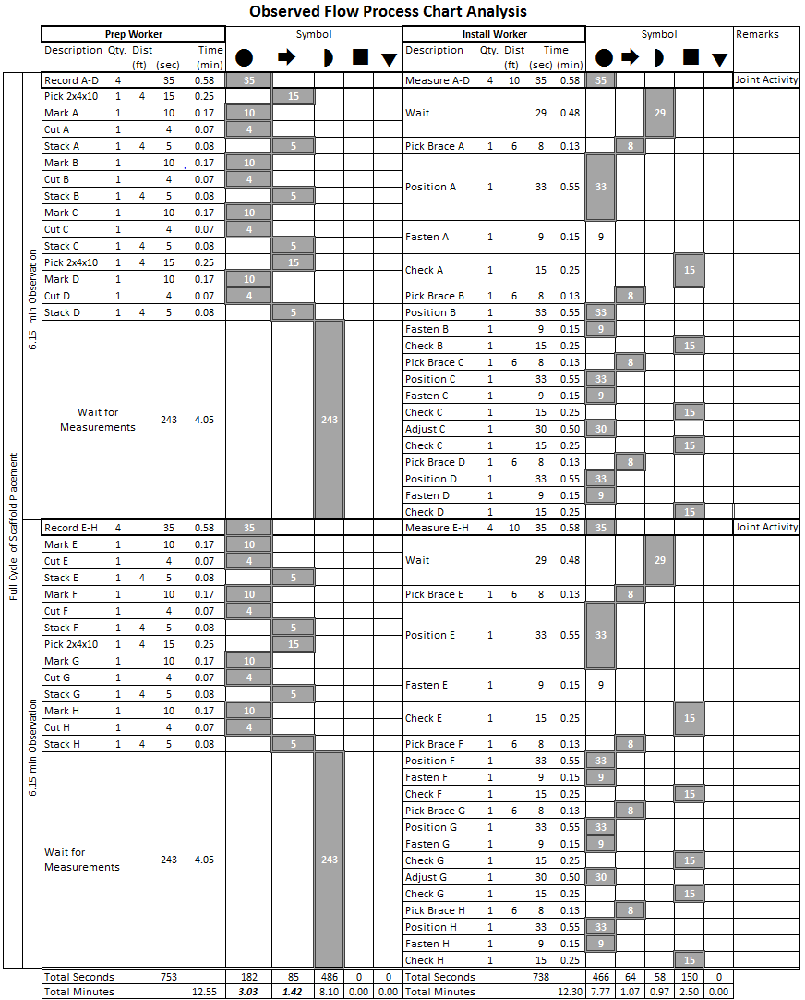 Observed Flow Process Chart Analysis
Prep Worker Symbol Install Worker Symbol Remarks
Description Qty. Dist Time Description Qty. Dist Time
(ft) (sec) (min) (ft) (sec) (min)
Record A-D 4 35 0.58 35 Measure A-D 4 10 35 0.58 35 Joint Activity
Pick 2x4x10 1 4 15 0.25 15
Mark A 1 10 0.17 10 Wait 29 0.48 29
Cut A 1 4 0.07 4
Stack A 1 4 5 0.08 5 Pick Brace A 1 6 8 0.13 8
Mark B 1 10 0.17 10
Cut B 1 4 0.07 4
Position A 1 33 0.55 33
Stack B 1 4 5 0.08 5
Mark C 1 10 0.17 10
Cut C 1 4 0.07 4
Fasten A 1 9 0.15 9
Stack C 1 4 5 0.08 5
Pick 2x4x10 1 4 15 0.25 15
Check A 1 15 0.25 15
Mark D 1 10 0.17 10
Cut D 1 4 0.07 4 Pick Brace B 1 6 8 0.13 8
Stack D 1 4 5 0.08 5 Position B 1 33 0.55 33
Fasten B 1 9 0.15 9
Check B 1 15 0.25 15
Pick Brace C 1 6 8 0.13 8
Position C 1 33 0.55 33
Fasten C 1 9 0.15 9
Wait for Measurements 243 4.05 243
Check C 1 15 0.25 15
Adjust C 1 30 0.50 30
Check C 1 15 0.25 15
Pick Brace D 1 6 8 0.13 8
Position D 1 33 0.55 33
Fasten D 1 9 0.15 9
Check D 1 15 0.25 15
6.15 min Observation
Full Cycle of Scaffold Placement
Record E-H 4 35 0.58 35 Measure E-H 4 10 35 0.58 35 Joint Activity
Mark E 1 10 0.17 10
Cut E 1 4 0.07 4 Wait 29 0.48 29
Stack E 1 4 5 0.08 5
Mark F 1 10 0.17 10 Pick Brace E 1 6 8 0.13 8
Cut F 1 4 0.07 4
Stack F 1 4 5 0.08 5
Position E 1 33 0.55 33
Pick 2x4x10 1 4 15 0.25 15
Mark G 1 10 0.17 10
Cut G 1 4 0.07 4
Fasten E 1 9 0.15 9
Stack G 1 4 5 0.08 5
Mark H 1 10 0.17 10
Check E 1 15 0.25 15
Cut H 1 4 0.07 4
Stack H 1 4 5 0.08 5 Pick Brace F 1 6 8 0.13 8
Position F 1 33 0.55 33
Fasten F 1 9 0.15 9
Check F 1 15 0.25 15
Pick Brace G 1 6 8 0.13 8
Position G 1 33 0.55 33
Fasten G 1 9 0.15 9
Wait for
Measurements 243 4.05 243 Check G 1 15 0.25 15
Adjust G 1 30 0.50 30
Check G 1 15 0.25 15
Pick Brace H 1 6 8 0.13 8
Position H 1 33 0.55 33
Fasten H 1 9 0.15 9
Check H 1 15 0.25 15
6.15 min Observation
Total Seconds 753 182 85 486 0 0 Total Seconds 738 466 64 58 150 0
Total Minutes 12.55 3.03 1.42 8.10 0.00 0.00 Total Minutes 12.30 7.77 1.07 0.97 2.50 0.00